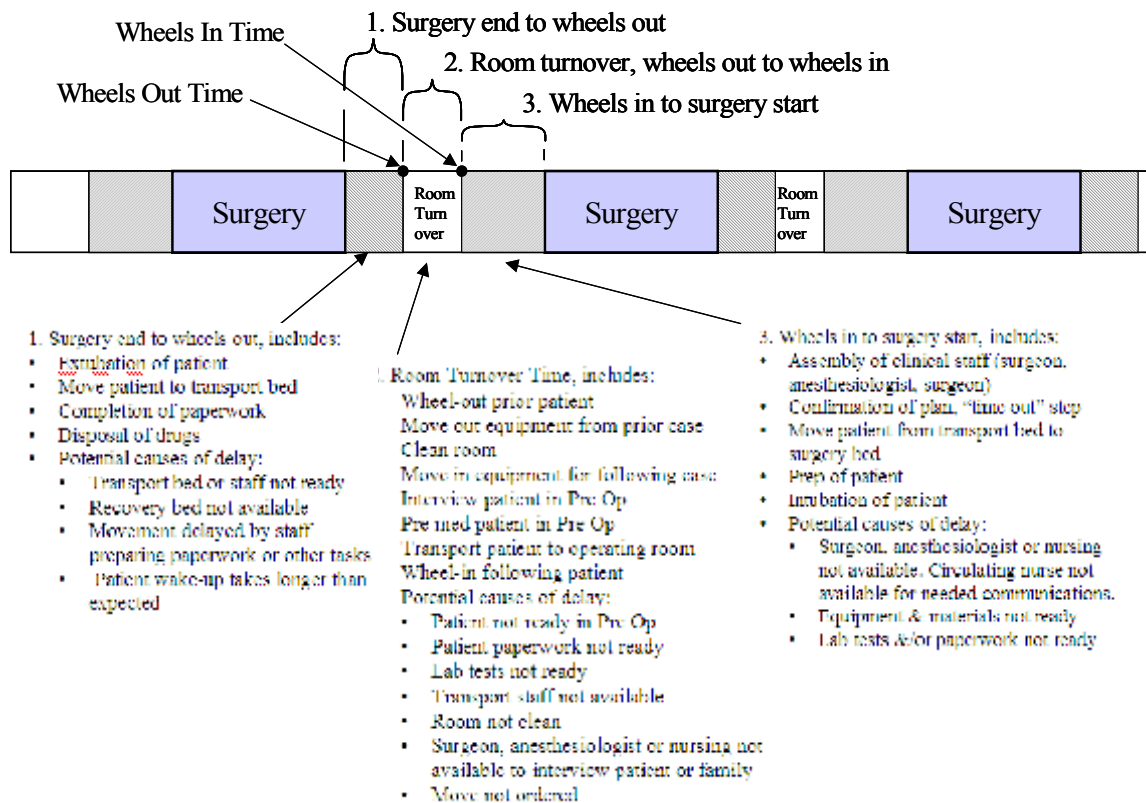 1. Surgery end to wheels out
Wheels In Time
2. Room turnover, wheels out to wheels in
Wheels Out Time
3. Wheels in to surgery start
Surgery
Room
Turn
over
Surgery
Room
Turn
over
Surgery
1. Surgery end to wheels out, includes:
• Extubation of patient
• Move patient to transport bed
• Completion of paperwork
• Disposal of drugs
• Potential causes of delay:
• Transport bed or staff not ready
• Recovery bed not available
• Movement delayed by staff
preparing paperwork or other tasks
• Patient wake-up takes longer than
expected
. Room Turnover Time, includes:
Wheel-out prior patient
Move out equipment from prior case
Clean room
Move in equipment for following case
Interview patient in Pre Op
Pre med patient in Pre Op
Transport patient to operating room
Wheel-in following patient
Potential causes of delay:
• Patient not ready in Pre Op
• Patient paperwork not ready
• Lab tests not ready
• Transport staff not available
• Room not clean
• Surgeon, anesthesiologist or nursing not
available to interview patient or family
• Move not ordered
3. Wheels in to surgery start, includes:
• Assembly of clinical staff (surgeon,
anesthesiologist, surgeon)
• Confirmation of plan, "time out" step
• Move patient from transport bed to
surgery bed
• Prep of patient
• Intubation of patient
• Potential causes of delay:
• Surgeon, anesthesiologist or nursing
not available. Circulating nurse not
available for needed communications.
• Equipment & materials not ready
• Lab tests &/or paperwork not ready